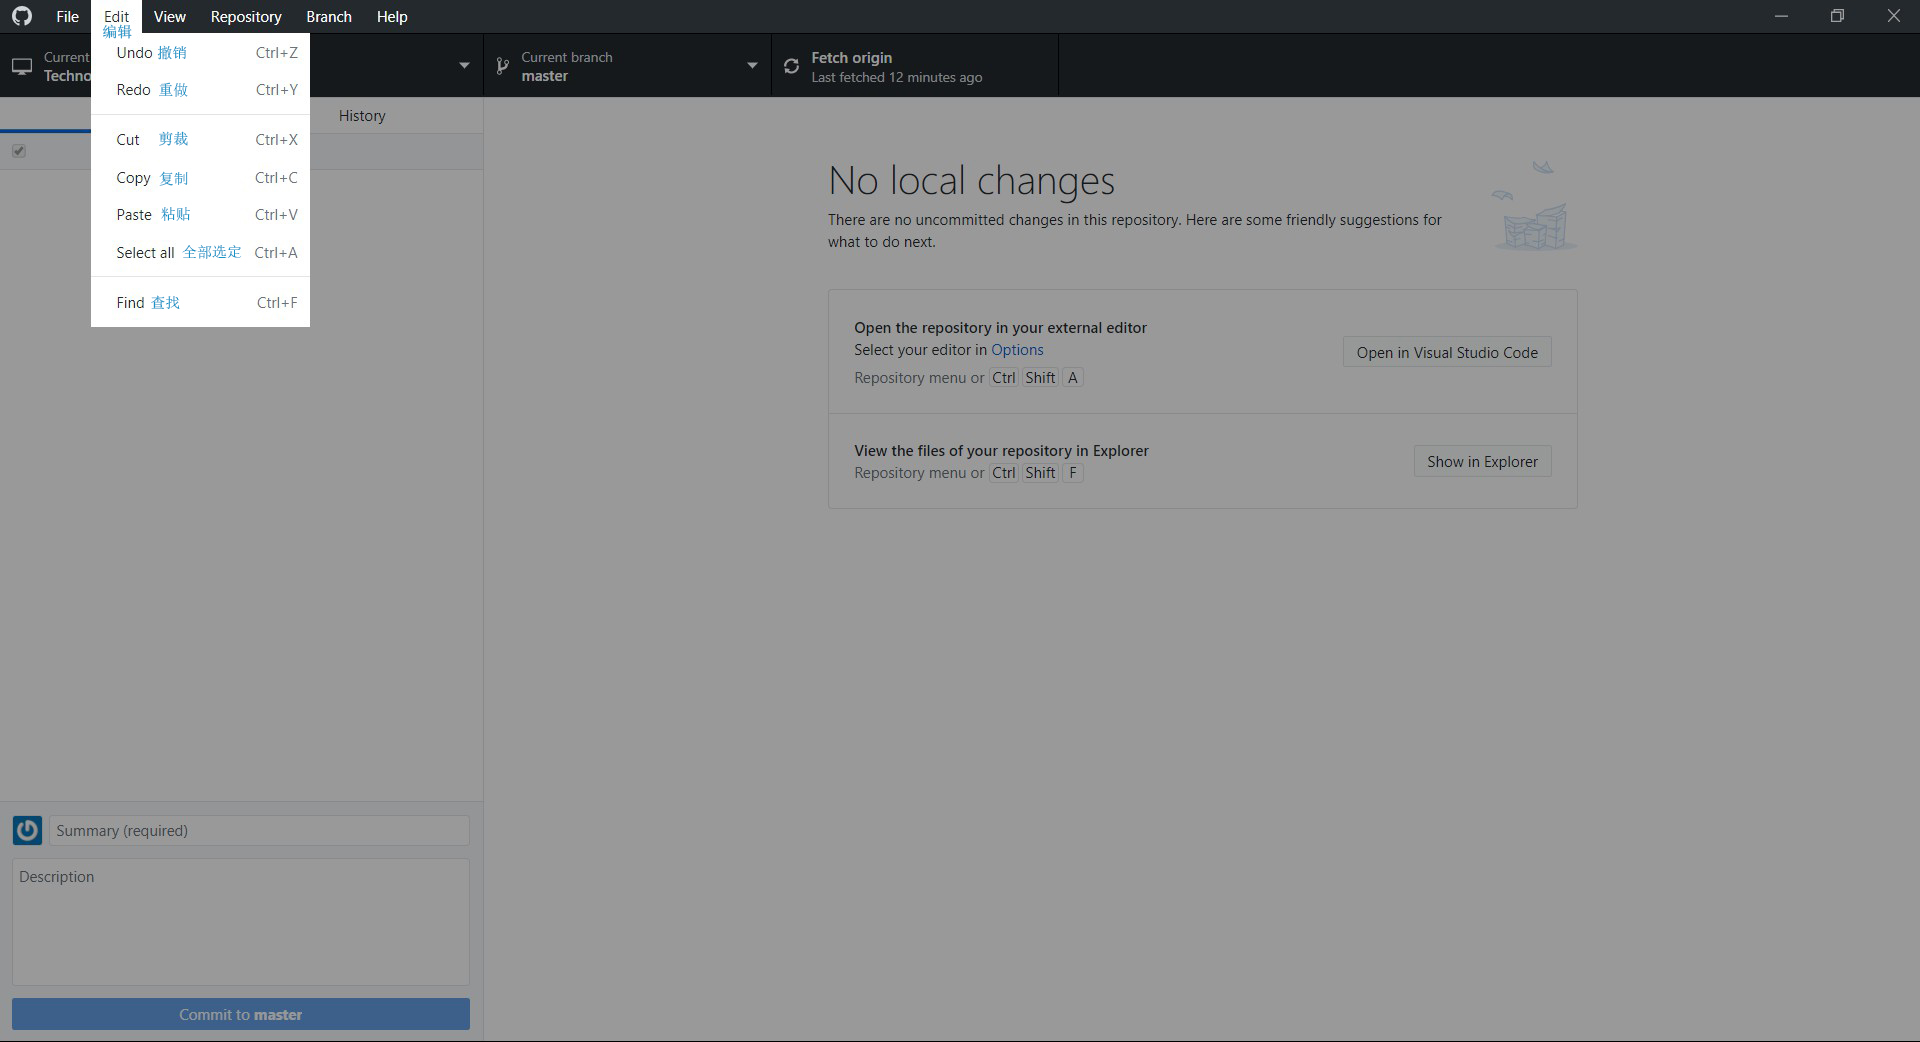 File Edit View Repository Branch Help
编辑
Undo 撤销 Ctrl+Z
Redo 重做 Ctrl+Y
Cut 剪裁 Ctrl+X
Copy 复制 Ctrl+C
Paste 粘贴 Ctrl+V
Select all 全部选定 Ctrl+A
Find 查找 Ctrl+F
Current
Techno
Current branch
master
Fetch origin
Last fetched 12 minutes ago
History
No local changes
There are no uncommitted changes in this repository. Here are some friendly suggestions for
what to do next.
Open the repository in your external editor
Select your editor in Options
Repository menu or Ctrl Shift A
Open in Visual Studio Code
View the files of your repository in Explorer
Repository menu or Ctrl Shift F
Show in Explorer
Summary (required)
Description
Commit to master